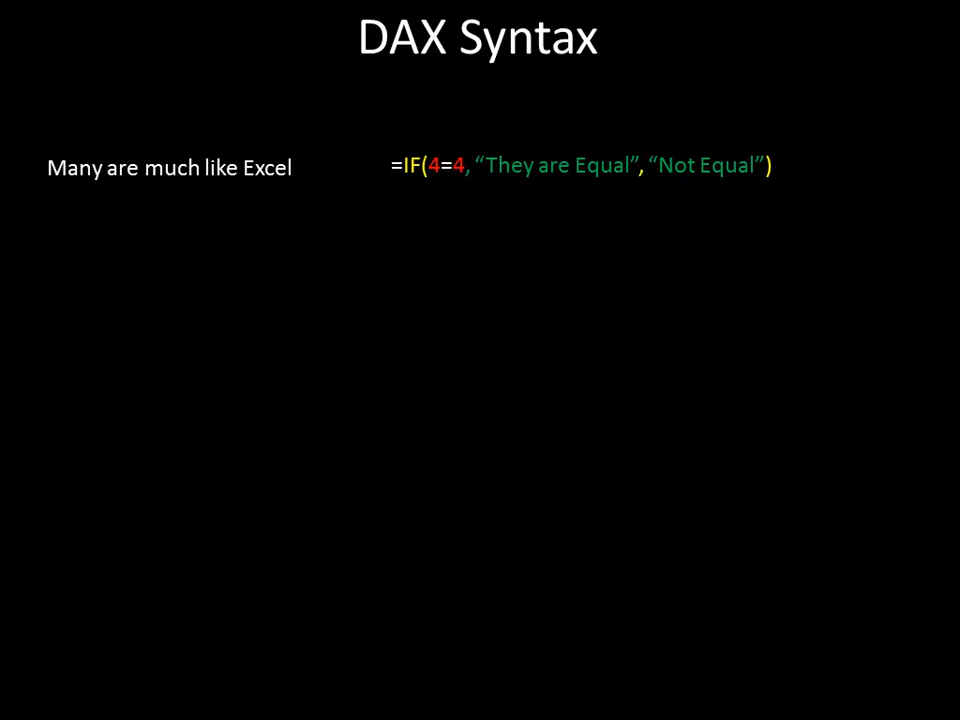 DAX Syntax
Many are much like Excel
=IF(4=4, “They are Equal”, “Not Equal”)